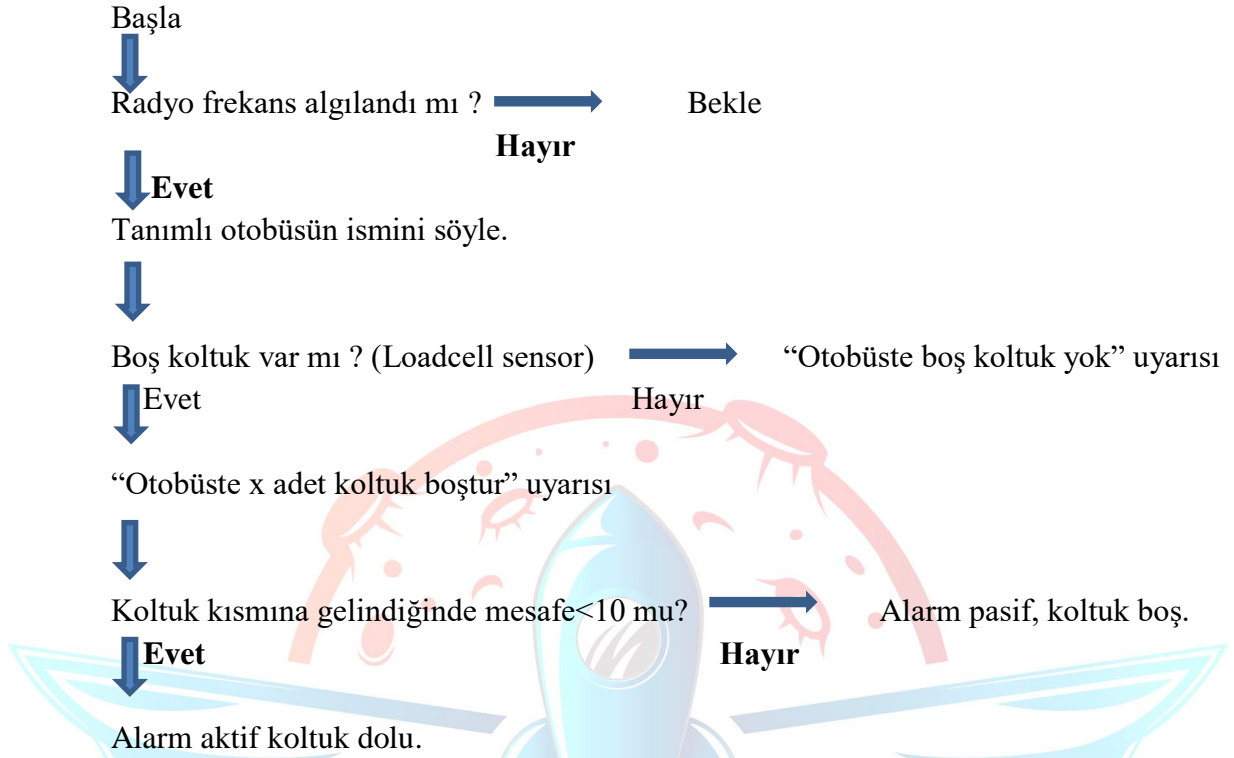 Başla
Radyo frekans algılandı mı ? Bekle
Hayır
Evet
Tanımlı otobüsün ismini söyle.
Boş koltuk var mı ? (Loadcell sensor) “Otobüste boş koltuk yok” uyarısı
Evet Hayır
“Otobüste x adet koltuk boştur” uyarısı
Koltuk kısmına gelindiğinde mesafe<10 mu? Alarm pasif, koltuk boş.
Evet Hayır
Alarm aktif koltuk dolu.